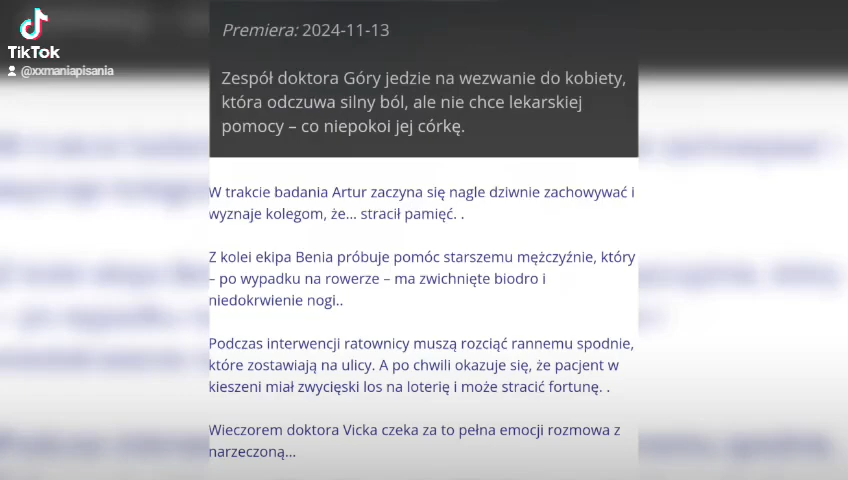 TikTok
@xxmaniapisania
Premiera: 2024-11-13
Zespół doktora Góry jedzie na wezwanie do kobiety,
która odczuwa silny ból, ale nie chce lekarskiej
pomocy – co niepokoi jej córkę.
W trakcie badania Artur zaczyna się nagle dziwnie zachowywać i
wyznaje kolegom, że... stracił pamięć. .
Z kolei ekipa Benia próbuje pomóc starszemu mężczyźnie, który
– po wypadku na rowerze – ma zwichnięte biodro i
niedokrwienie nogi..
Podczas interwencji ratownicy muszą rozciąć rannemu spodnie,
które zostawiają na ulicy. A po chwili okazuje się, że pacjent w
kieszeni miał zwycięski los na loterię i może stracić fortunę. .
Wieczorem doktora Vicka czeka za to pełna emocji rozmowa z
narzeczoną...